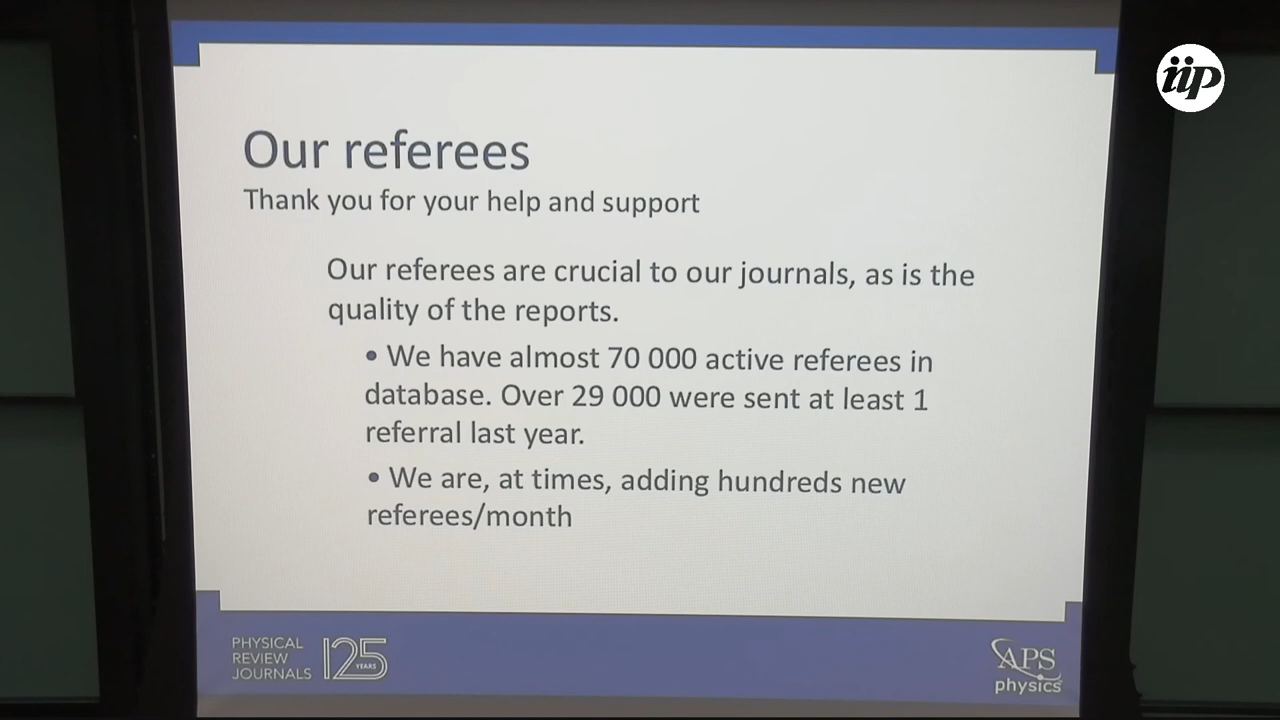 iip
Our referees
Thank you for your help and support
Our referees are crucial to our journals, as is the
quality of the reports.
• We have almost 70 000 active referees in
database. Over 29 000 were sent at least 1
referral last year.
• We are, at times, adding hundreds new
referees/month
PHYSICAL
REVIEW
JOURNALS
125
YEARS
APS
physics